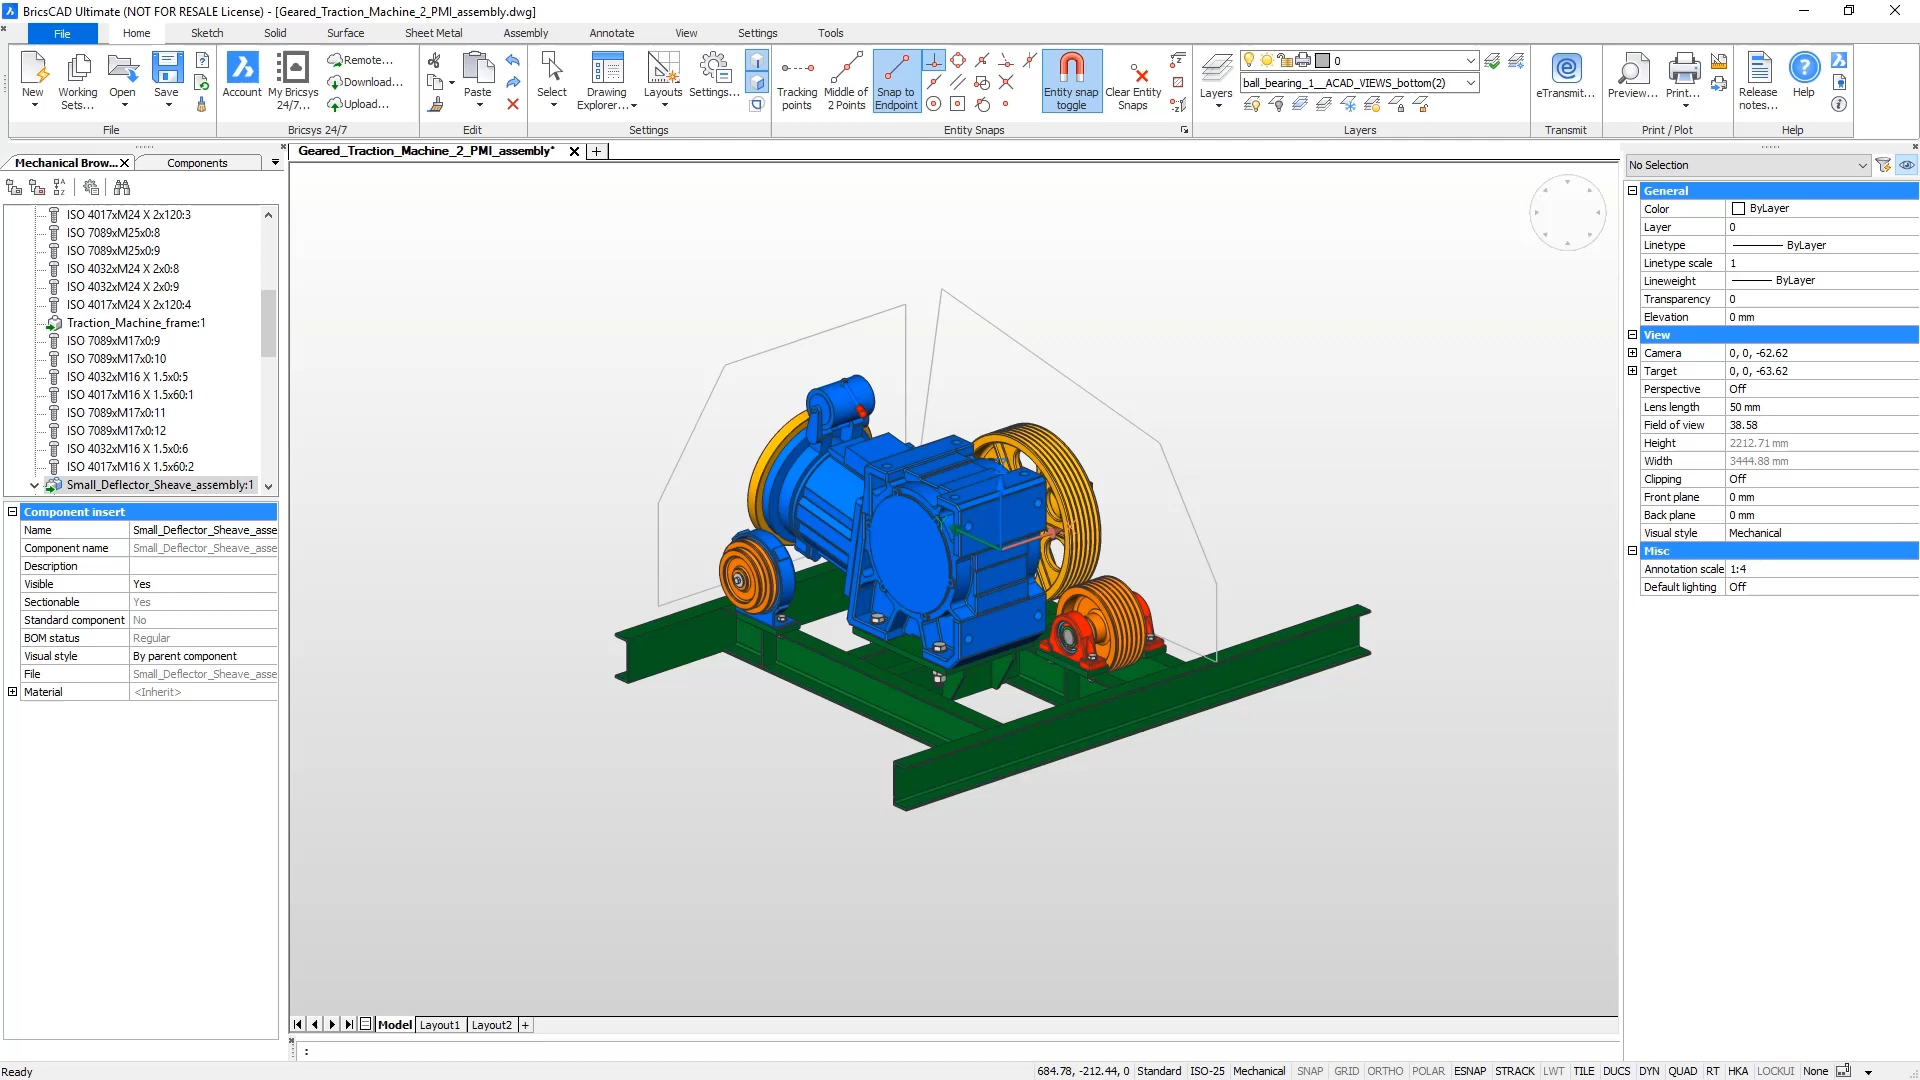 BricsCAD Ultimate (NOT FOR RESALE License) - [Geared_Traction_Machine_2_PMI_assembly.dwg]
File Home Sketch Solid Surface Sheet Metal Assembly Annotate View Settings Tools
New
Working Sets...
Open
Save
File
Account
My Bricsys 24/7...
Remote...
Download...
Upload...
Bricsys 24/7
Paste
Edit
Select
Drawing Explorer...
Layouts
Settings...
Settings
Tracking points
Middle of 2 Points
Snap to Endpoint
Entity snap toggle
Clear Entity Snaps
Entity Snaps
Layers
0
ball_bearing_1__ACAD_VIEWS_bottom(2)
Layers
eTransmit...
Transmit
Preview...
Print...
Print / Plot
Release notes...
Help
Help
Mechanical Brow... Components
ISO 4017xM24 X 2x120:3
ISO 7089xM25x0:8
ISO 7089xM25x0:9
ISO 4032xM24 X 2x0:8
ISO 4032xM24 X 2x0:9
ISO 4017xM24 X 2x120:4
Traction_Machine_frame:1
ISO 7089xM17x0:9
ISO 7089xM17x0:10
ISO 4032xM16 X 1.5x0:5
ISO 4017xM16 X 1.5x60:1
ISO 7089xM17x0:11
ISO 7089xM17x0:12
ISO 4032xM16 X 1.5x0:6
ISO 4017xM16 X 1.5x60:2
Small_Deflector_Sheave_assembly:1
Component insert
Name Small_Deflector_Sheave_asse
Component name Small_Deflector_Sheave_asse
Description
Visible Yes
Sectionable Yes
Standard component No
BOM status Regular
Visual style By parent component
File Small_Deflector_Sheave_asse
Material <Inherit>
Geared_Traction_Machine_2_PMI_assembly*
Model Layout1 Layout2 +
:
No Selection
General
Color ByLayer
Layer 0
Linetype ByLayer
Linetype scale 1
Lineweight ByLayer
Transparency 0
Elevation 0 mm
View
Camera 0, 0, -62.62
Target 0, 0, -63.62
Perspective Off
Lens length 50 mm
Field of view 38.58
Height 2212.71 mm
Width 3444.88 mm
Clipping Off
Front plane 0 mm
Back plane 0 mm
Visual style Mechanical
Misc
Annotation scale 1:4
Default lighting Off
Ready
684.78, -212.44, 0 Standard ISO-25 Mechanical SNAP GRID ORTHO POLAR ESNAP STRACK LWT TILE DUCS DYN QUAD RT HKA LOCKUI None